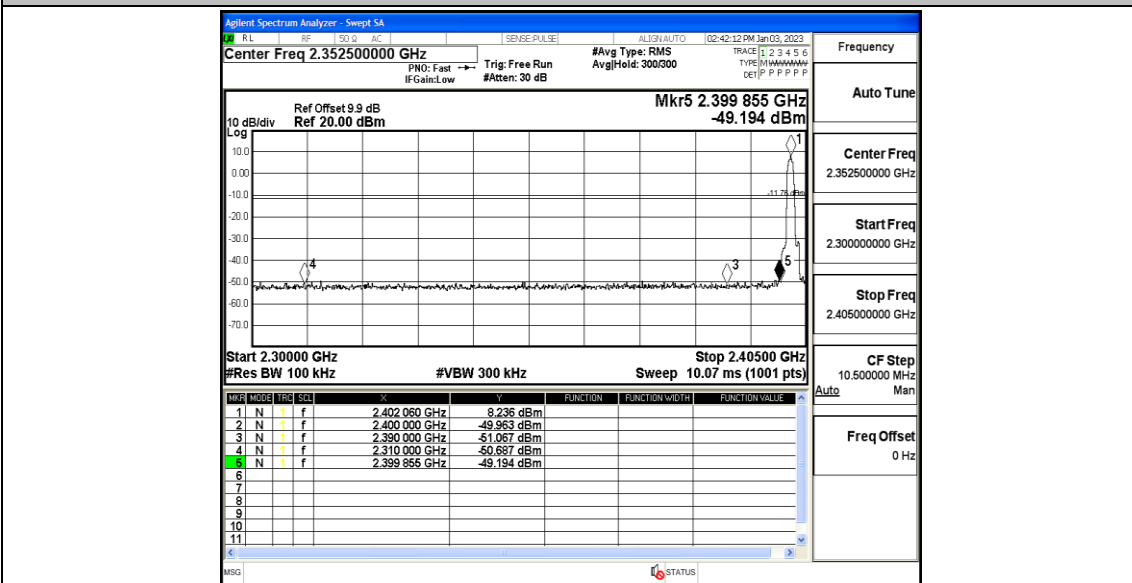 Agilent Spectrum Analyzer - Swept SA
RL RF 50 Ω AC SENSE:PULSE ALIGNAUTO 02:42:12 PM Jan 03, 2023
Center Freq 2.352500000 GHz
PNO: Fast
IFGain:Low
Trig: Free Run
#Atten: 30 dB
#Avg Type: RMS
Avg|Hold: 300/300
TRACE 1 2 3 4 5 6
TYPE M
DET P P P P P P
Ref Offset 9.9 dB
Ref 20.00 dBm
10 dB/div
Log
Mkr5 2.399 855 GHz
-49.194 dBm
10.0
0.00
-10.0
-20.0
-30.0
-40.0
-50.0
-60.0
-70.0
1
-11.76 dBm
4
3
5
Start 2.30000 GHz
Stop 2.40500 GHz
#Res BW 100 kHz
#VBW 300 kHz
Sweep 10.07 ms (1001 pts)
MKR MODE TRC SCL X Y FUNCTION FUNCTION WIDTH FUNCTION VALUE
1 N 1 f 2.402 060 GHz 8.236 dBm
2 N 1 f 2.400 000 GHz -49.963 dBm
3 N 1 f 2.390 000 GHz -51.067 dBm
4 N 1 f 2.310 000 GHz -50.687 dBm
5 N 1 f 2.399 855 GHz -49.194 dBm
6
7
8
9
10
11
MSG
STATUS
Frequency
Auto Tune
Center Freq
2.352500000 GHz
Start Freq
2.300000000 GHz
Stop Freq
2.405000000 GHz
CF Step
10.500000 MHz
Auto Man
Freq Offset
0 Hz